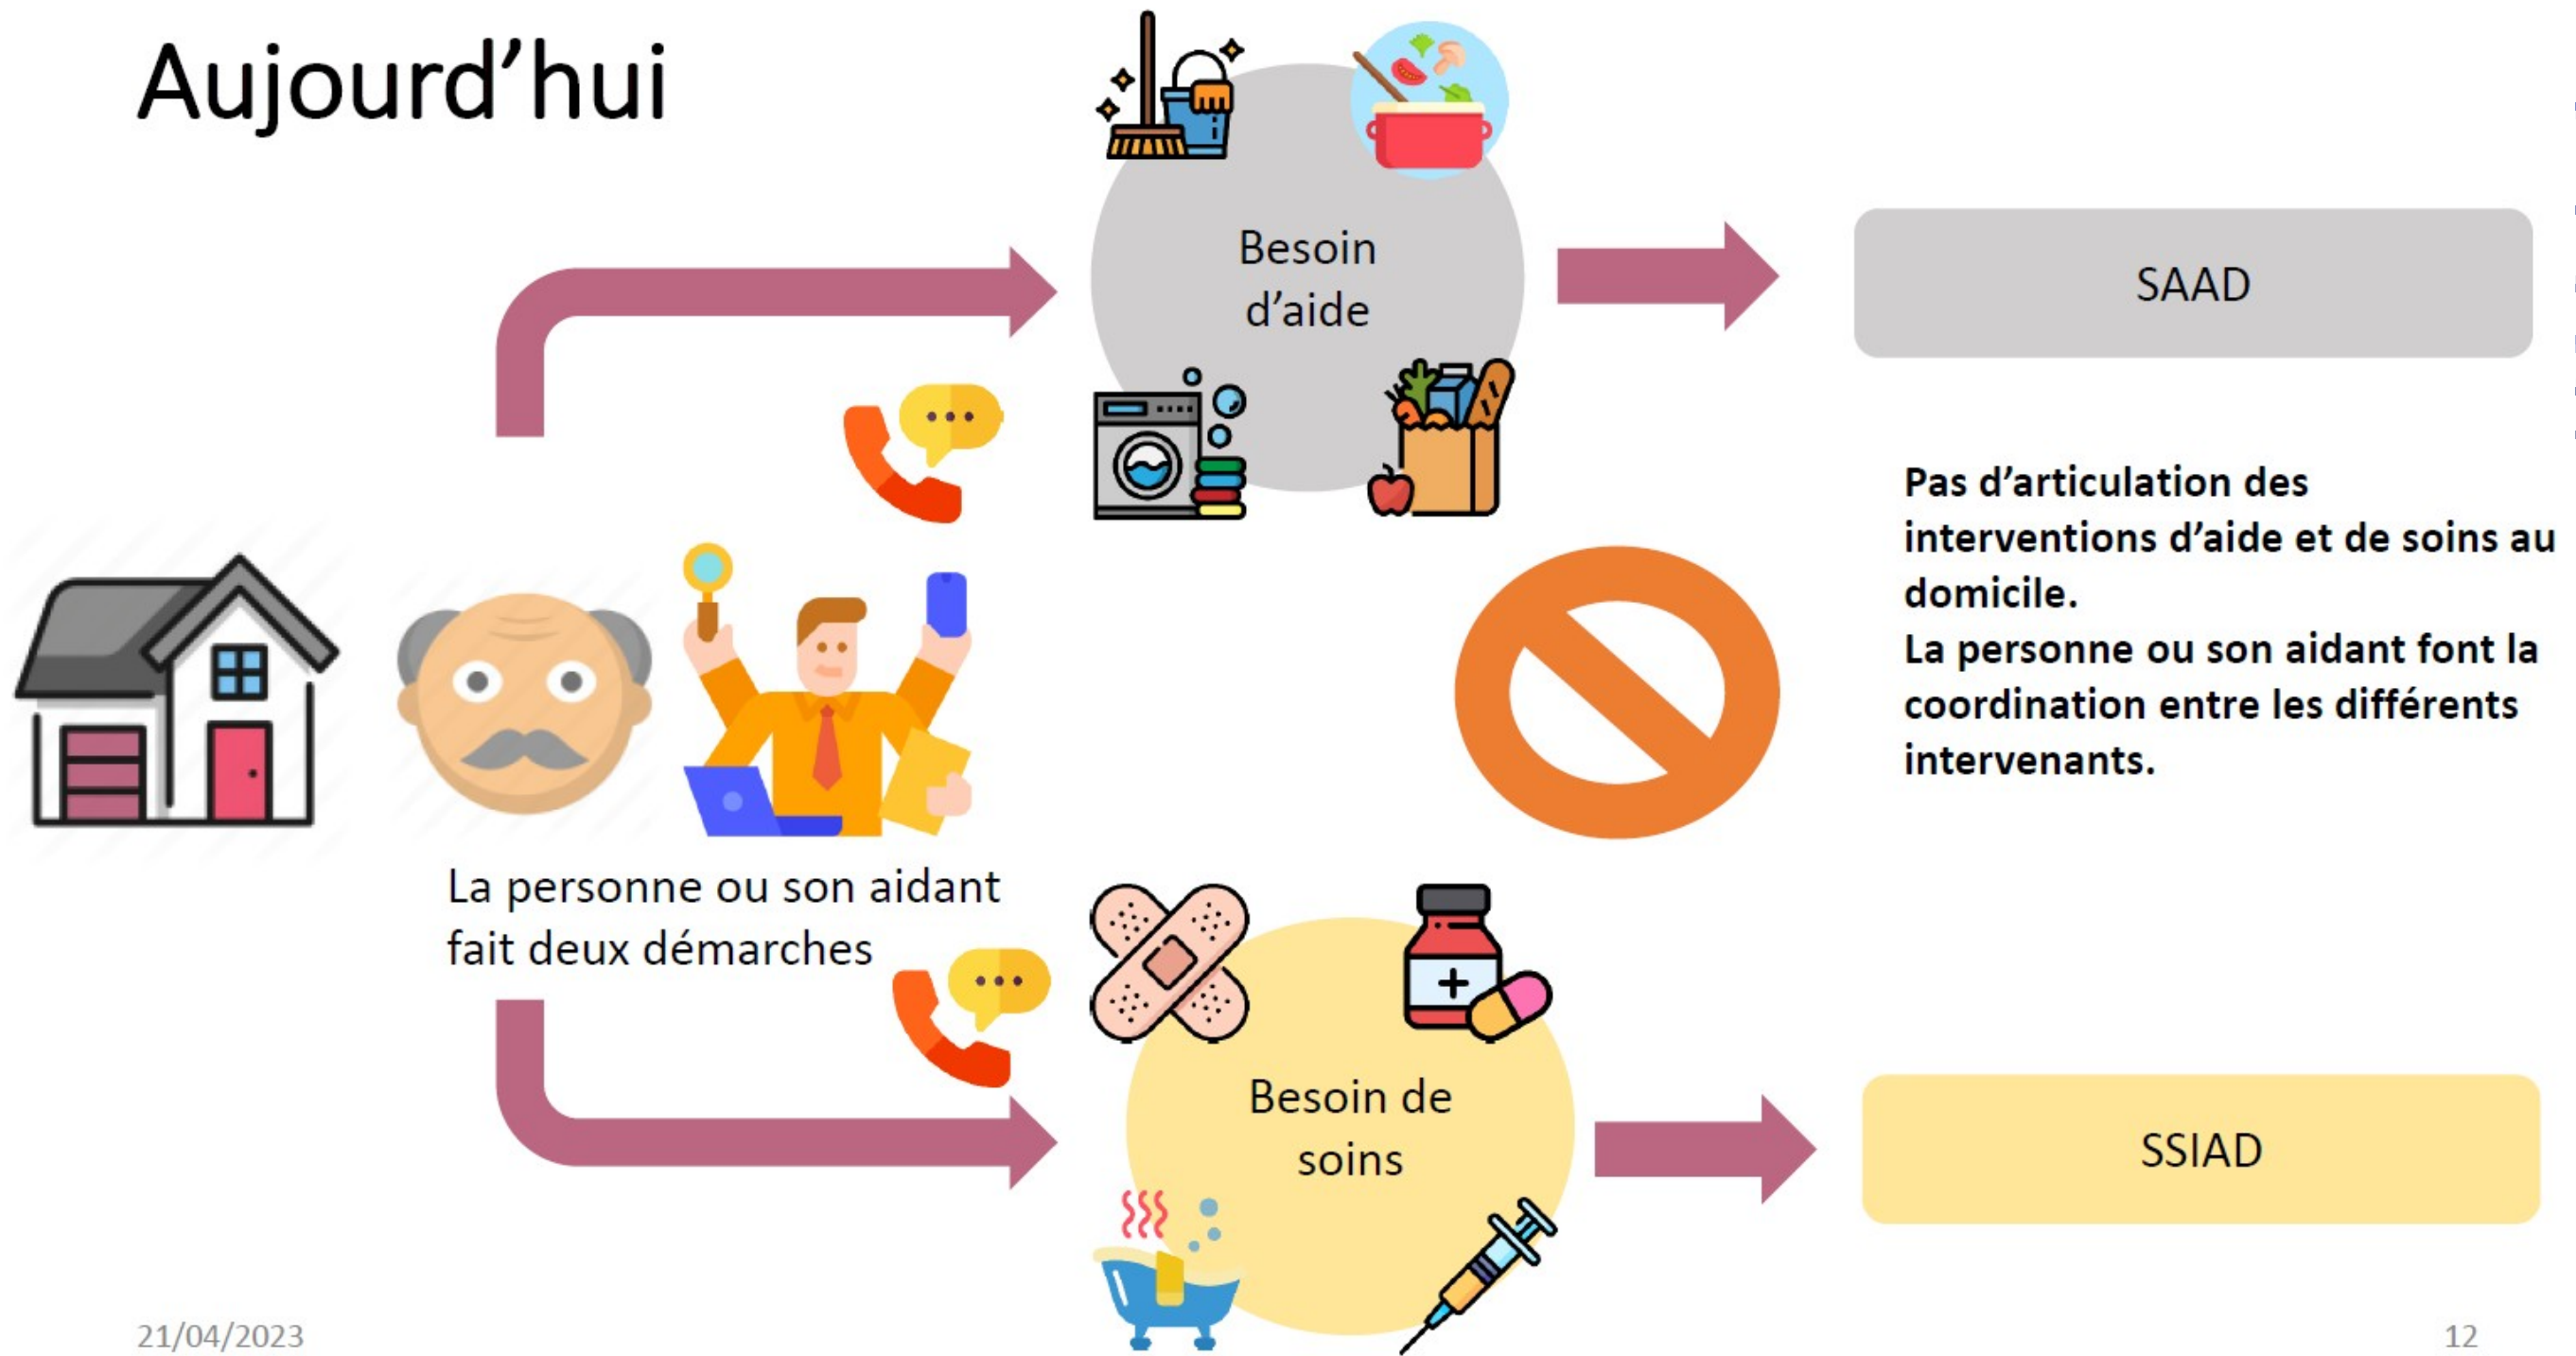 Aujourd’hui
Besoin
d’aide
SAAD
Pas d’articulation des
interventions d’aide et de soins au
domicile.
La personne ou son aidant font la
coordination entre les différents
intervenants.
La personne ou son aidant
fait deux démarches
Besoin de
soins
SSIAD
21/04/2023
12